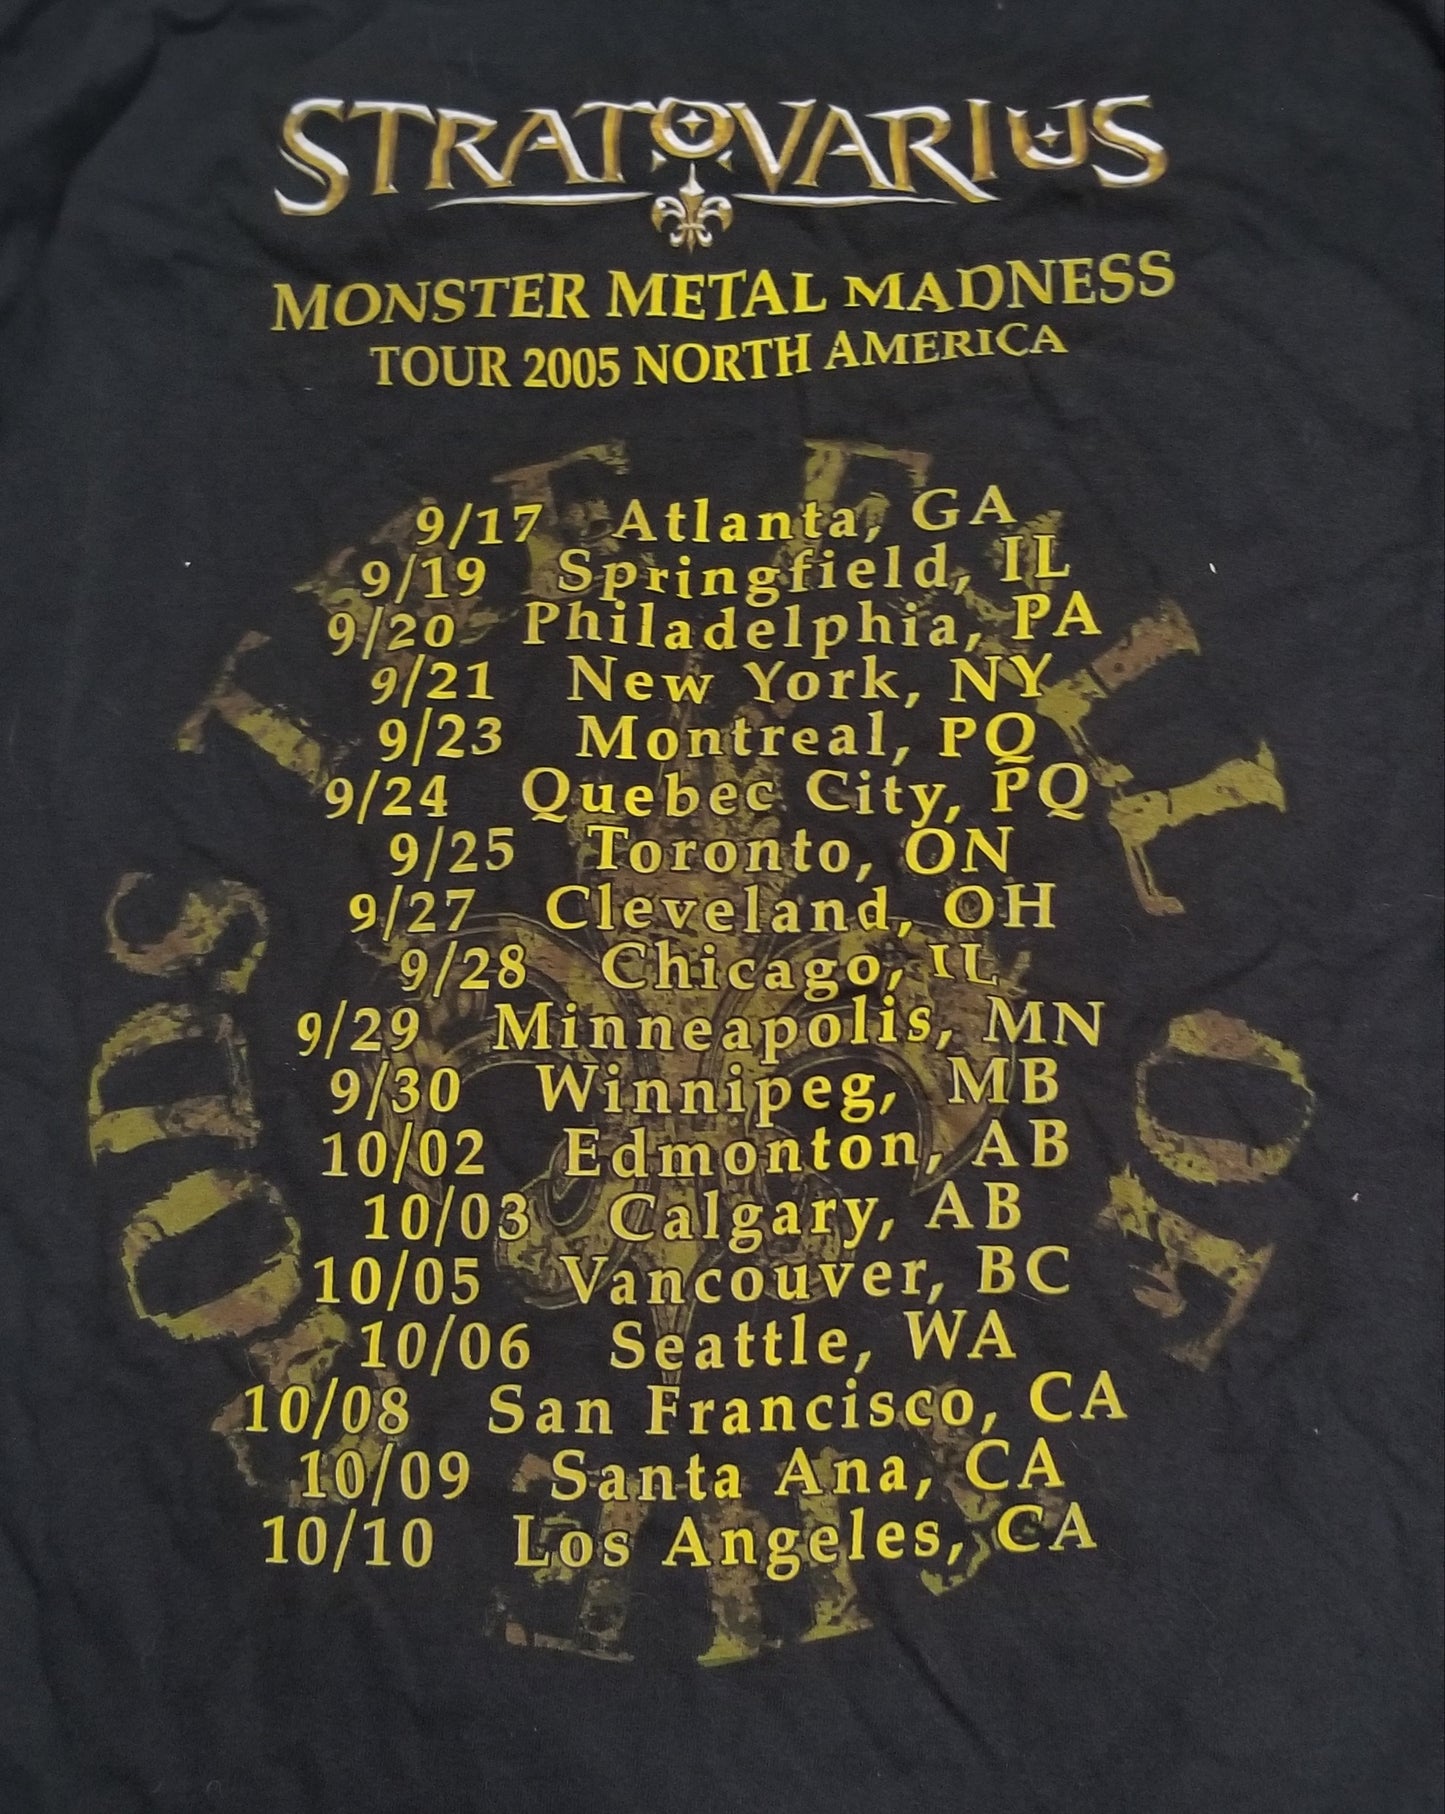 STRATOVARIUS
MONSTER METAL MADNESS
TOUR 2005 NORTH AMERICA
9/17 Atlanta, GA
9/19 Springfield, IL
9/20 Philadelphia, PA
9/21 New York, NY
9/23 Montreal, PQ
9/24 Quebec City, PQ
9/25 Toronto, ON
9/27 Cleveland, OH
9/28 Chicago, IL
9/29 Minneapolis, MN
9/30 Winnipeg, MB
10/02 Edmonton, AB
10/03 Calgary, AB
10/05 Vancouver, BC
10/06 Seattle, WA
10/08 San Francisco, CA
10/09 Santa Ana, CA
10/10 Los Angeles, CA